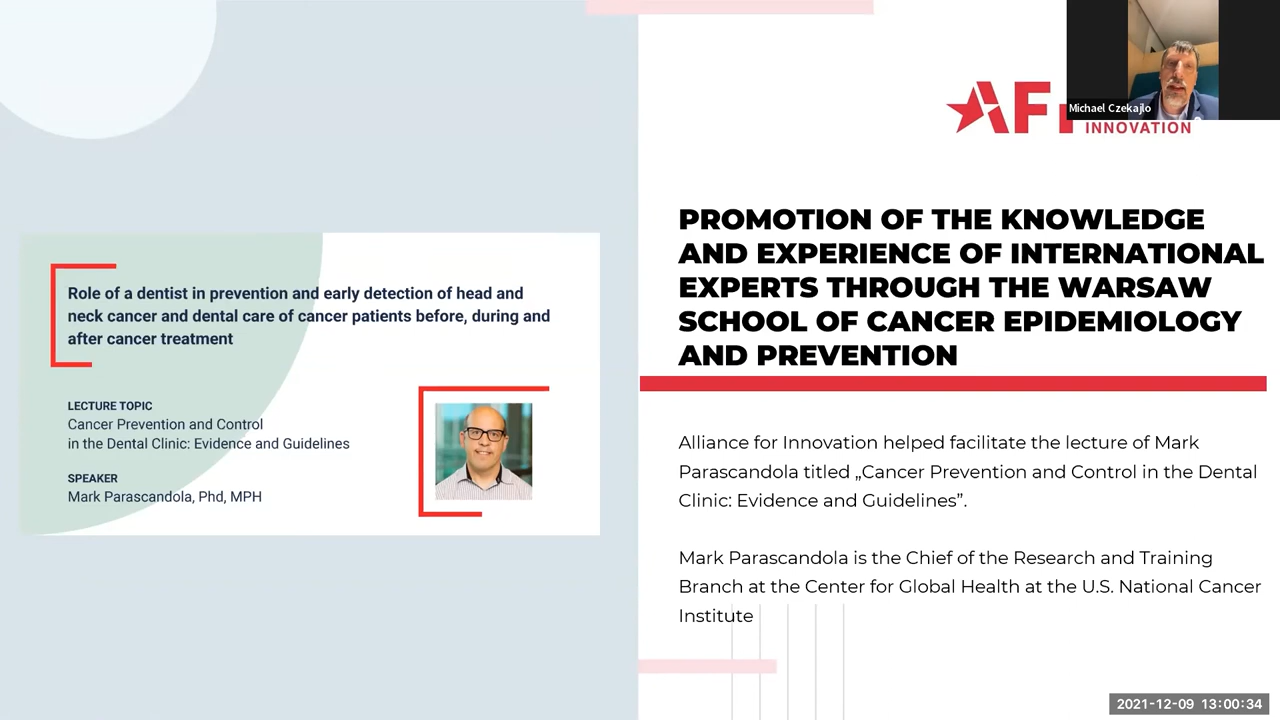 Michael Czekajlo
INNOVATION
PROMOTION OF THE KNOWLEDGE
AND EXPERIENCE OF INTERNATIONAL
EXPERTS THROUGH THE WARSAW
SCHOOL OF CANCER EPIDEMIOLOGY
AND PREVENTION
Role of a dentist in prevention and early detection of head and
neck cancer and dental care of cancer patients before, during and
after cancer treatment
LECTURE TOPIC
Cancer Prevention and Control
in the Dental Clinic: Evidence and Guidelines
SPEAKER
Mark Parascandola, Phd, MPH
Alliance for Innovation helped facilitate the lecture of Mark
Parascandola titled „Cancer Prevention and Control in the Dental
Clinic: Evidence and Guidelines”.
Mark Parascandola is the Chief of the Research and Training
Branch at the Center for Global Health at the U.S. National Cancer
Institute
2021-12-09 13:00:34